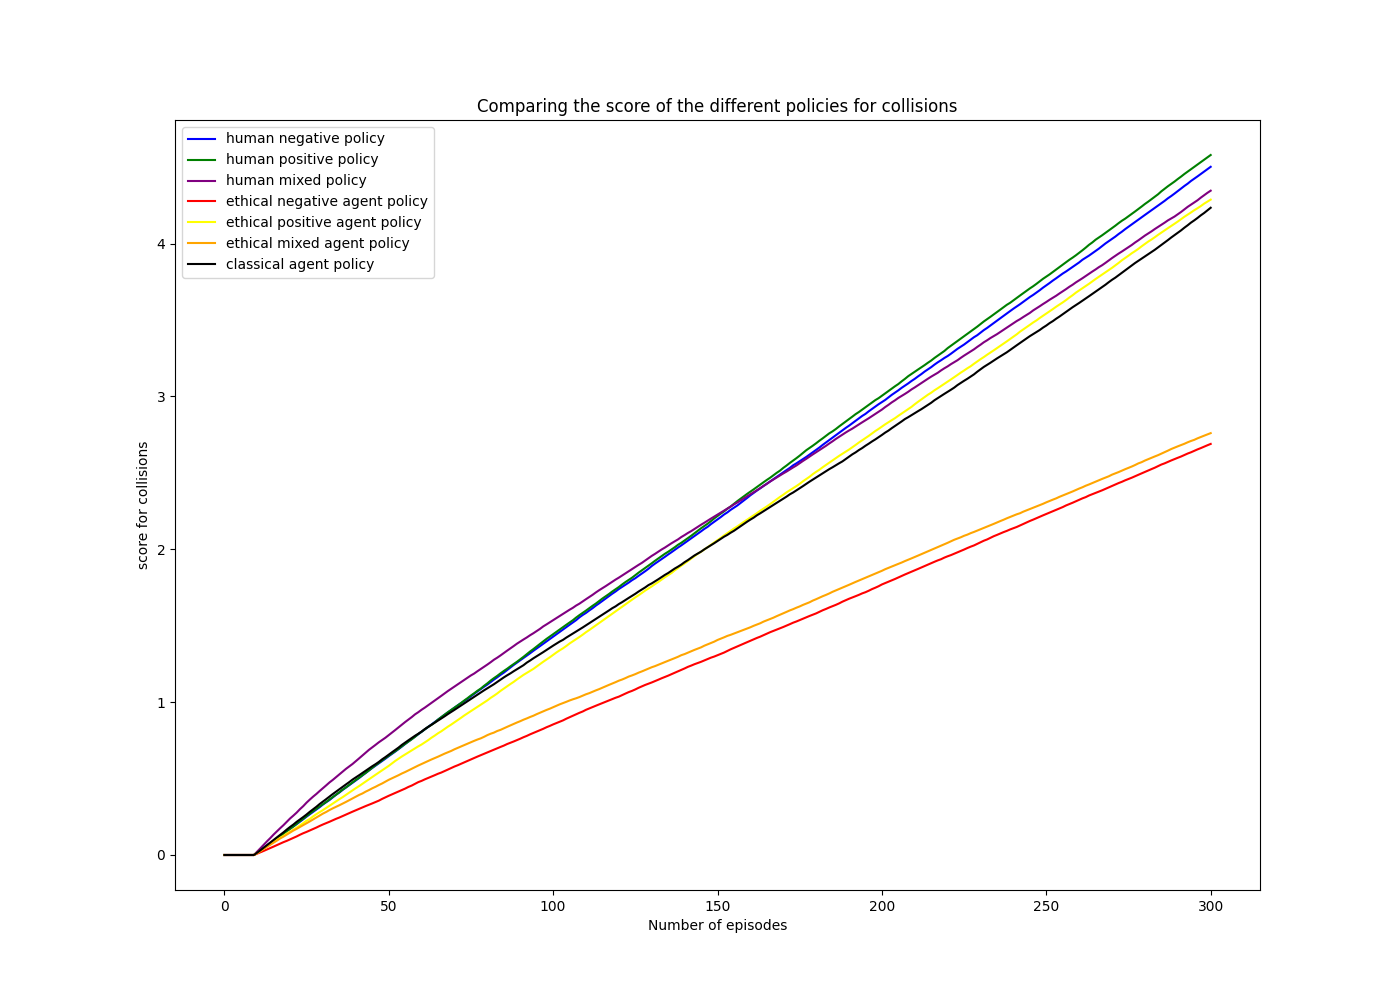 Comparing the score of the different policies for collisions
human negative policy
human positive policy
human mixed policy
ethical negative agent policy
ethical positive agent policy
ethical mixed agent policy
classical agent policy
score for collisions
4
3
2
1
0
0 50 100 150 200 250 300
Number of episodes